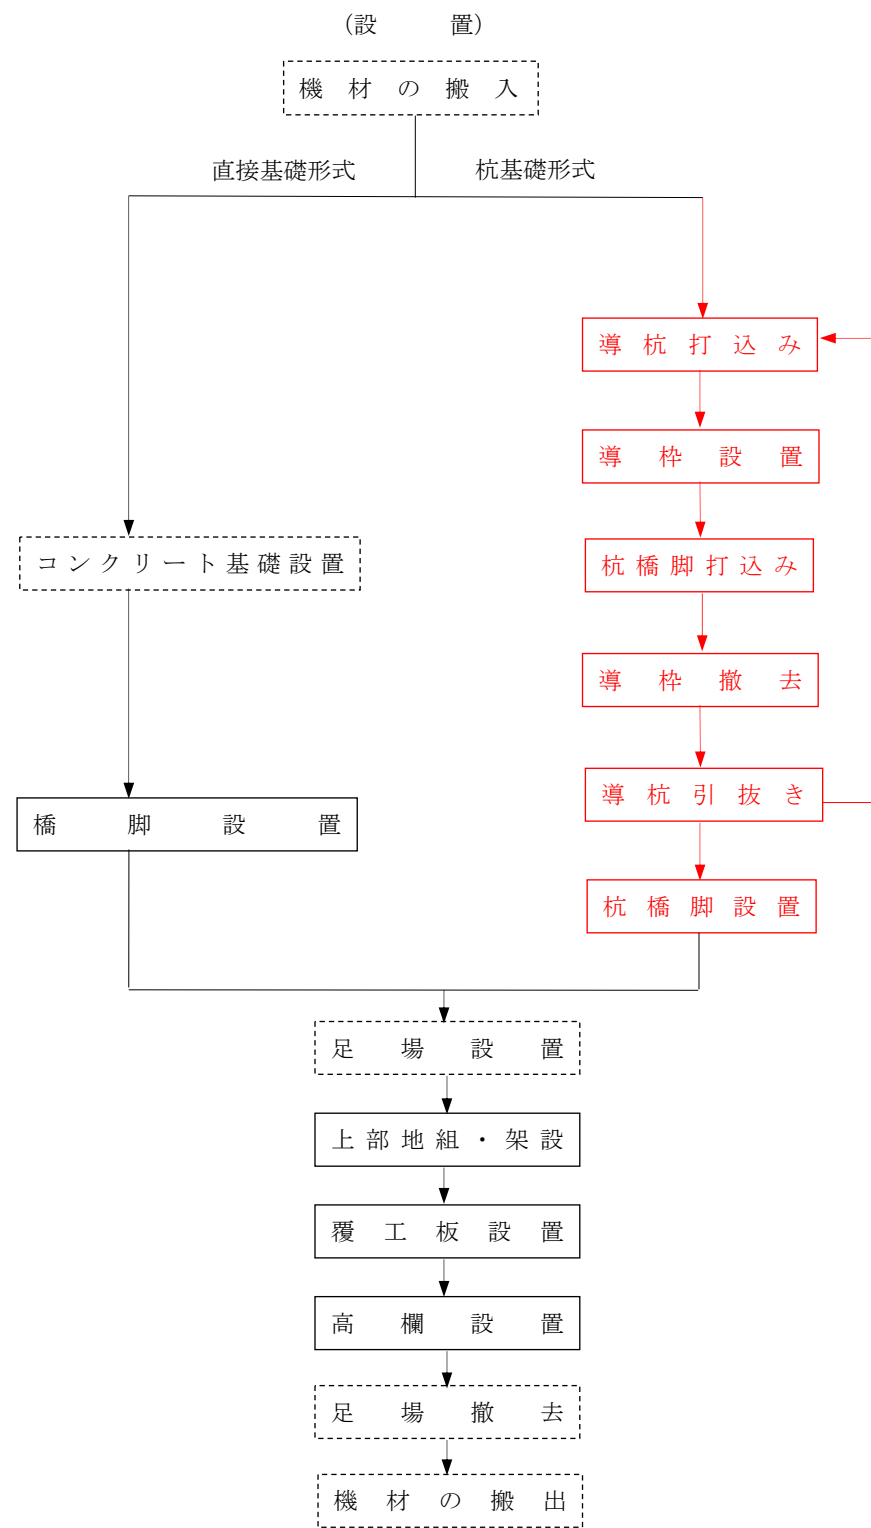 (設置)
機材の搬入
直接基礎形式
杭基礎形式
導杭打込み
導枠設置
コンクリート基礎設置
杭橋脚打込み
導枠撤去
導杭引抜き
橋脚設置
杭橋脚設置
足場設置
上部地組・架設
覆工板設置
高欄設置
足場撤去
機材の搬出